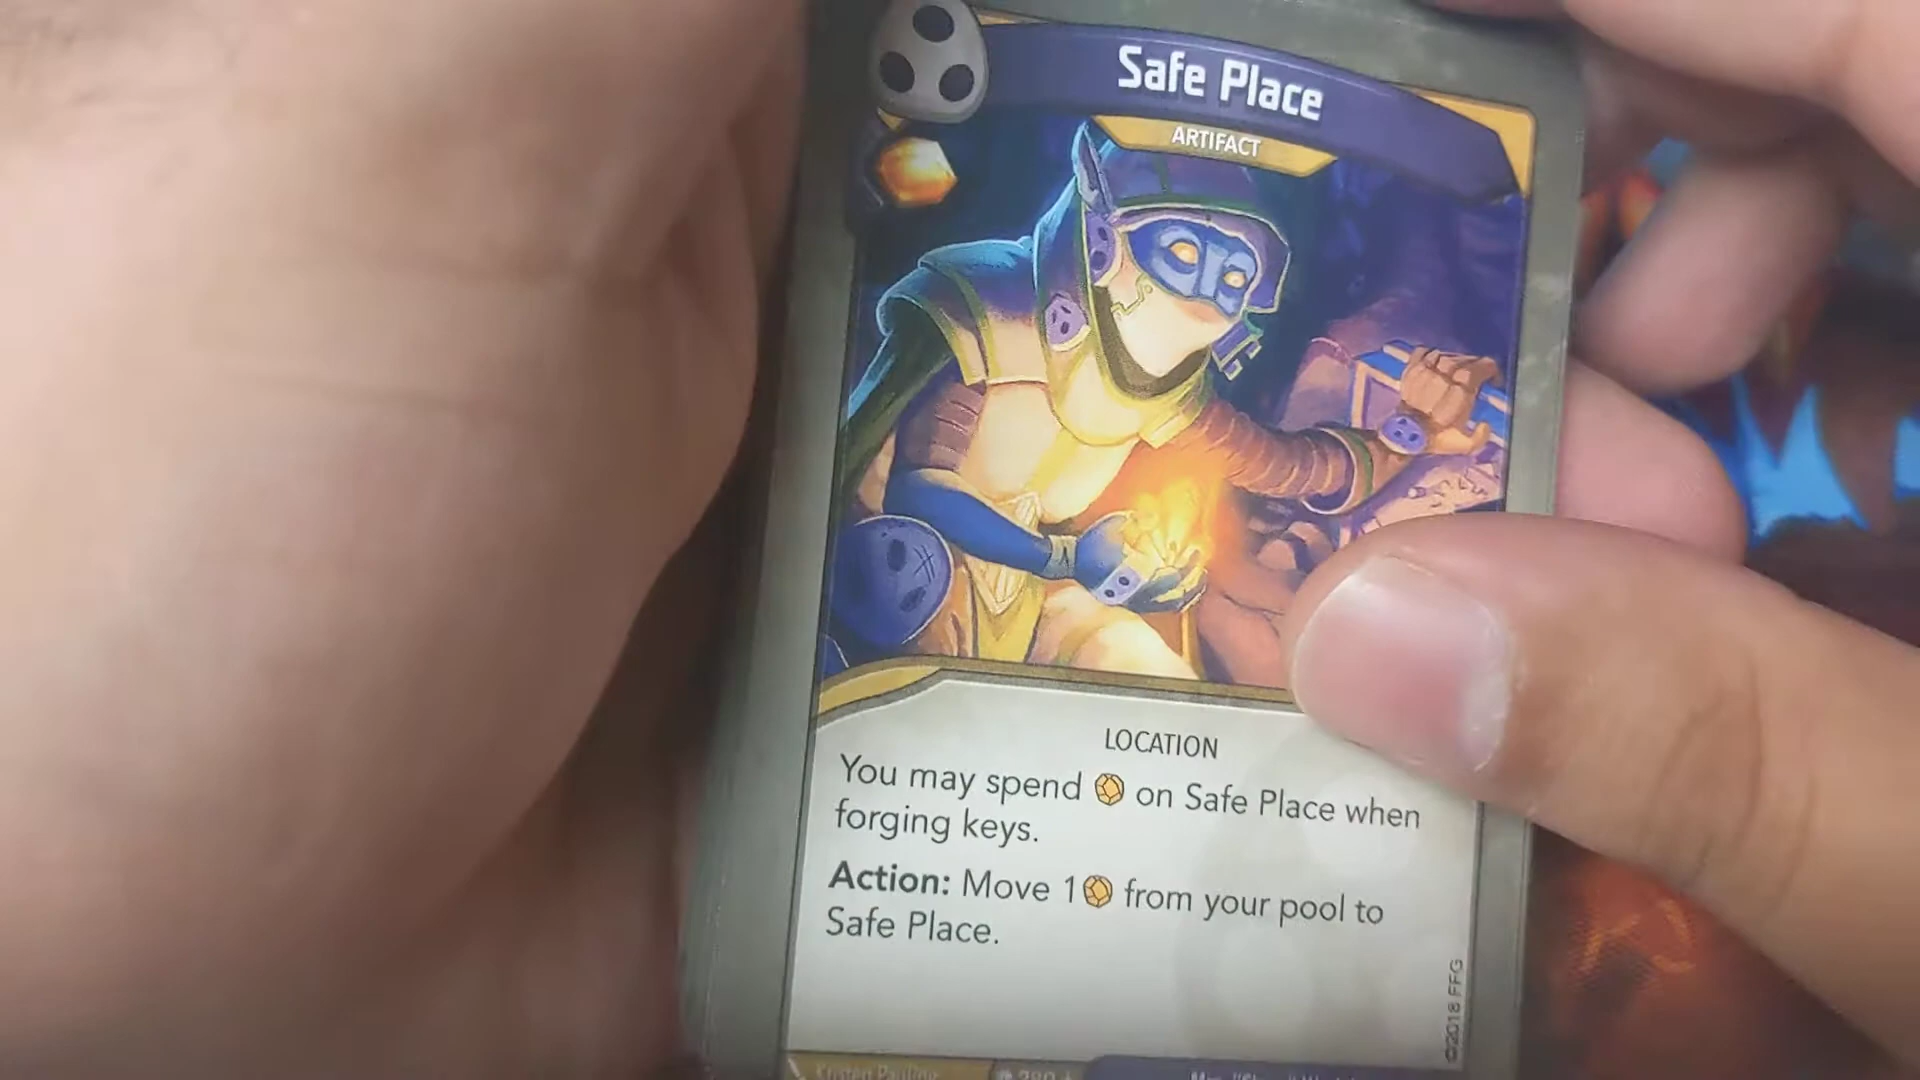 Safe Place
ARTIFACT
LOCATION
You may spend on Safe Place when
forging keys.
Action: Move 1 from your pool to
Safe Place.
©2018 FFG